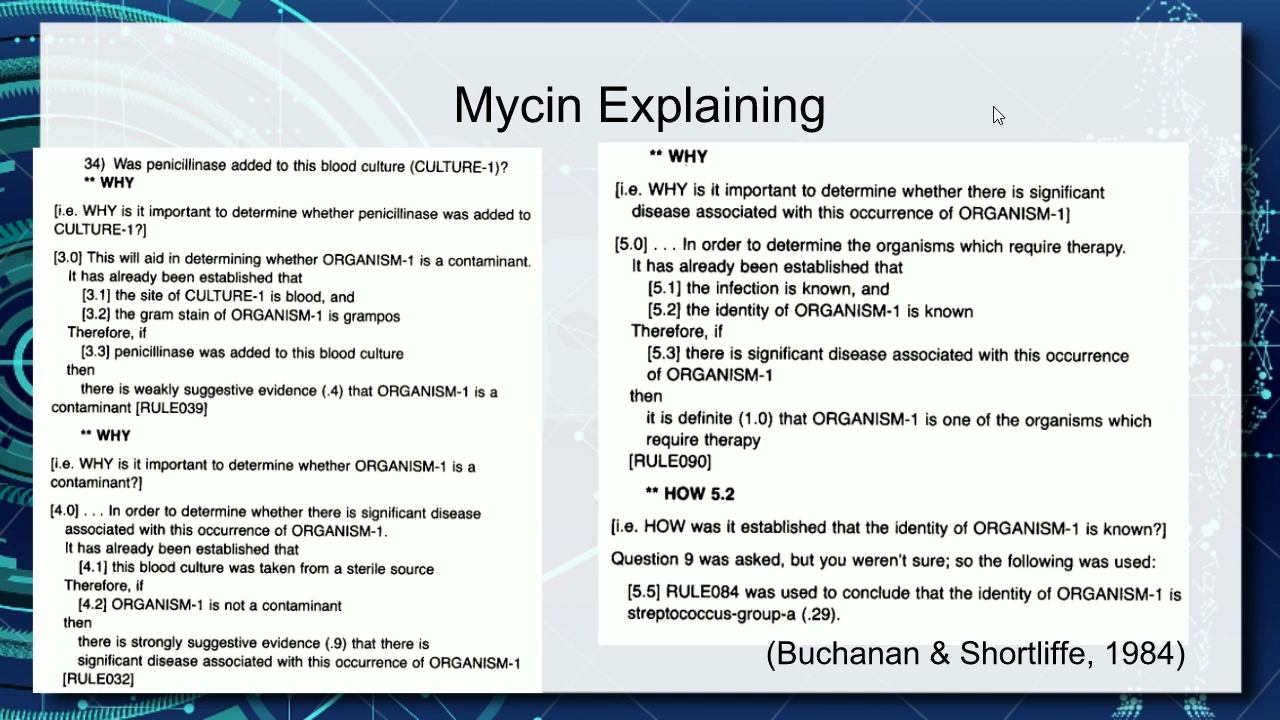 Mycin Explaining
34) Was penicillinase added to this blood culture (CULTURE-1)?
** WHY
[i.e. WHY is it important to determine whether penicillinase was added to
CULTURE-1?]
[3.0] This will aid in determining whether ORGANISM-1 is a contaminant.
It has already been established that
[3.1] the site of CULTURE-1 is blood, and
[3.2] the gram stain of ORGANISM-1 is grampos
Therefore, if
[3.3] penicillinase was added to this blood culture
then
there is weakly suggestive evidence (.4) that ORGANISM-1 is a
contaminant [RULE039]
** WHY
[i.e. WHY is it important to determine whether ORGANISM-1 is a
contaminant?]
[4.0] . . . In order to determine whether there is significant disease
associated with this occurrence of ORGANISM-1.
It has already been established that
[4.1] this blood culture was taken from a sterile source
Therefore, if
[4.2] ORGANISM-1 is not a contaminant
then
there is strongly suggestive evidence (.9) that there is
significant disease associated with this occurrence of ORGANISM-1
[RULE032]
** WHY
[i.e. WHY is it important to determine whether there is significant
disease associated with this occurrence of ORGANISM-1]
[5.0] . . . In order to determine the organisms which require therapy.
It has already been established that
[5.1] the infection is known, and
[5.2] the identity of ORGANISM-1 is known
Therefore, if
[5.3] there is significant disease associated with this occurrence
of ORGANISM-1
then
it is definite (1.0) that ORGANISM-1 is one of the organisms which
require therapy
[RULE090]
** HOW 5.2
[i.e. HOW was it established that the identity of ORGANISM-1 is known?]
Question 9 was asked, but you weren't sure; so the following was used:
[5.5] RULE084 was used to conclude that the identity of ORGANISM-1 is
streptococcus-group-a (.29).
(Buchanan & Shortliffe, 1984)